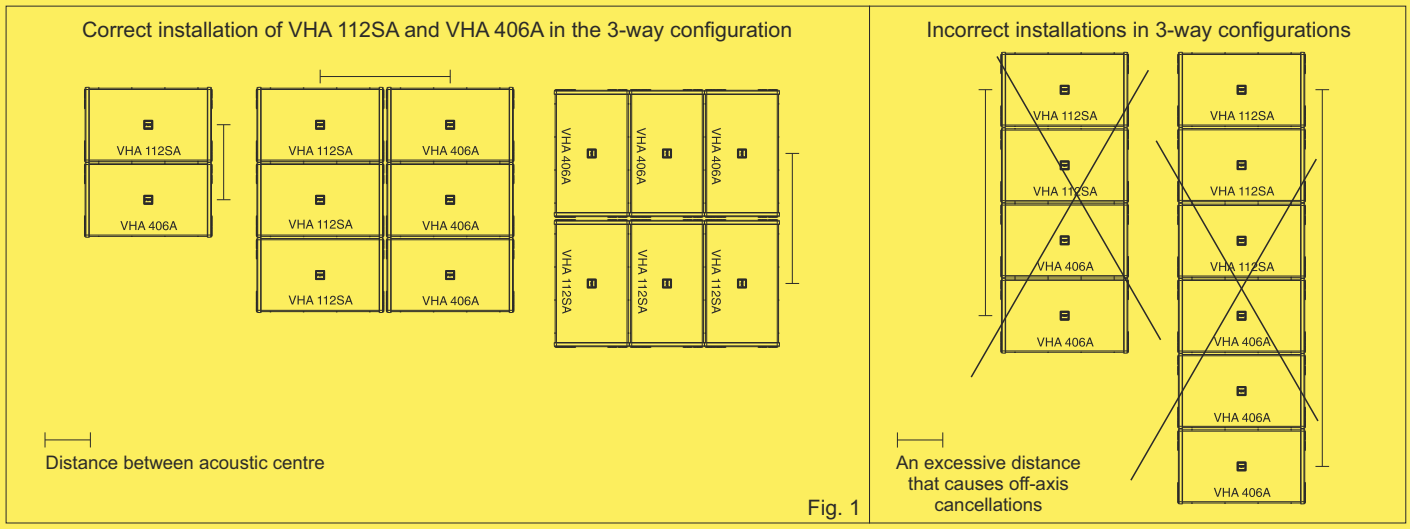 Correct installation of VHA 112SA and VHA 406A in the 3-way configuration
VHA 112SA
VHA 406A
VHA 112SA
VHA 406A
VHA 112SA
VHA 406A
VHA 112SA
VHA 406A
VHA 406A
VHA 406A
VHA 406A
VHA 112SA
VHA 112SA
VHA 112SA
Distance between acoustic centre
Fig. 1
Incorrect installations in 3-way configurations
VHA 112SA
VHA 112SA
VHA 406A
VHA 406A
VHA 112SA
VHA 112SA
VHA 112SA
VHA 406A
VHA 406A
VHA 406A
An excessive distance
that causes off-axis
cancellations